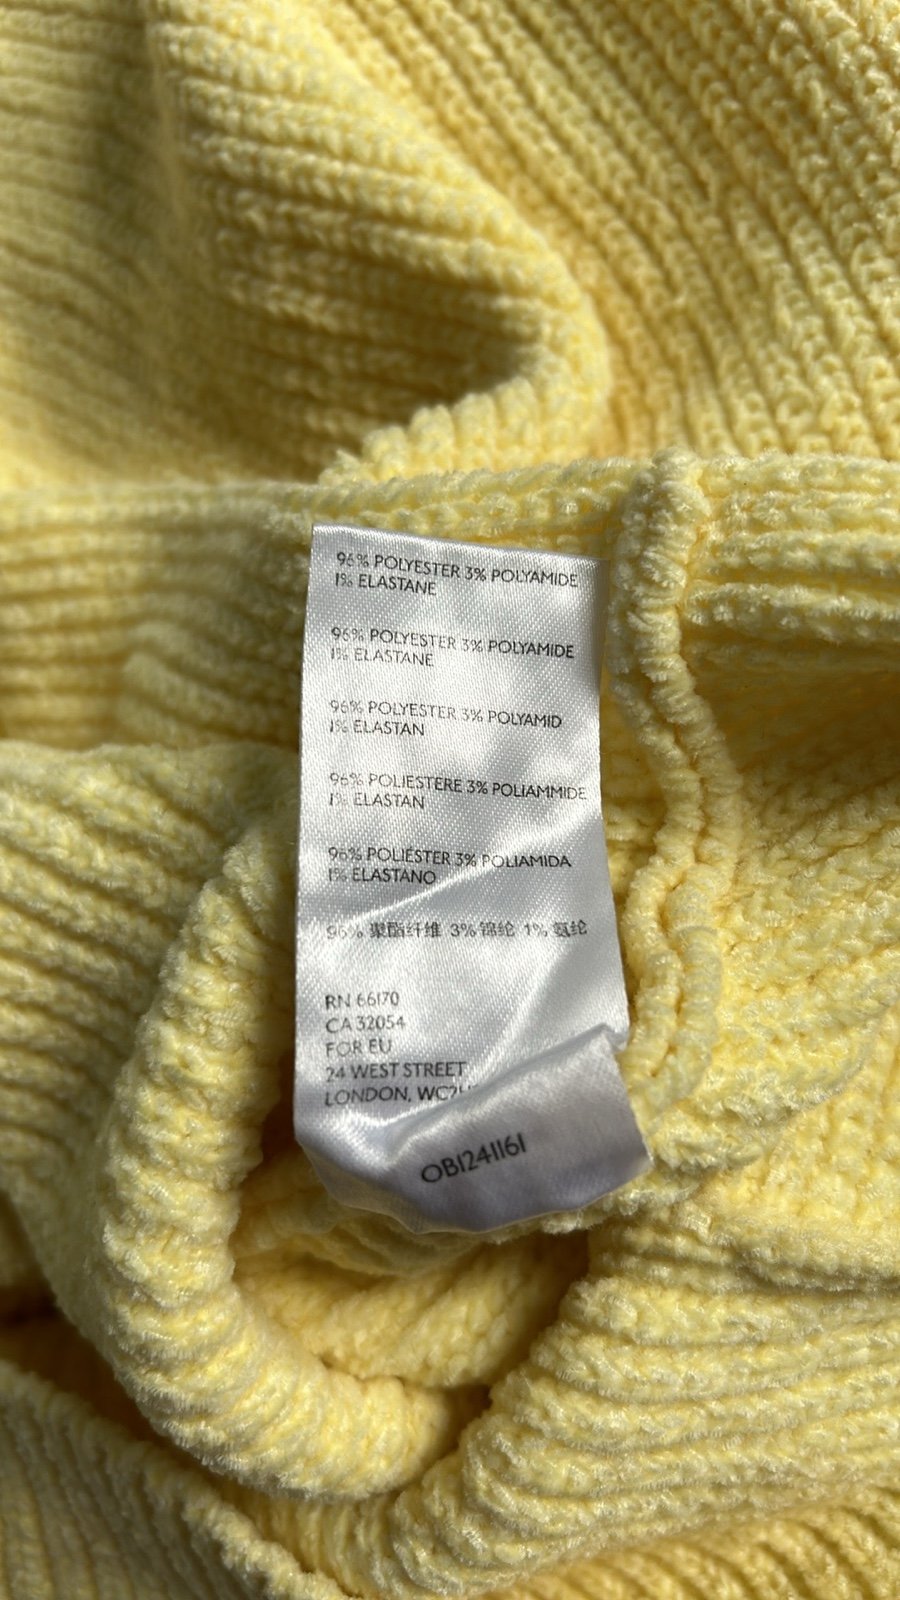 96% POLYESTER 3% POLYAMIDE
1% ELASTANE
96% POLYESTER 3% POLYAMIDE
1% ELASTANE
96% POLYESTER 3% POLYAMID
1% ELASTAN
96% POLIESTERE 3% POLIAMMIDE
1% ELASTAN
96% POLIÉSTER 3% POLIAMIDA
1% ELASTANO
96% 聚酯纤维 3% 锦纶 1% 氨纶
RN 66170
CA 32054
FOR EU
24 WEST STREET
LONDON,
OB1241161